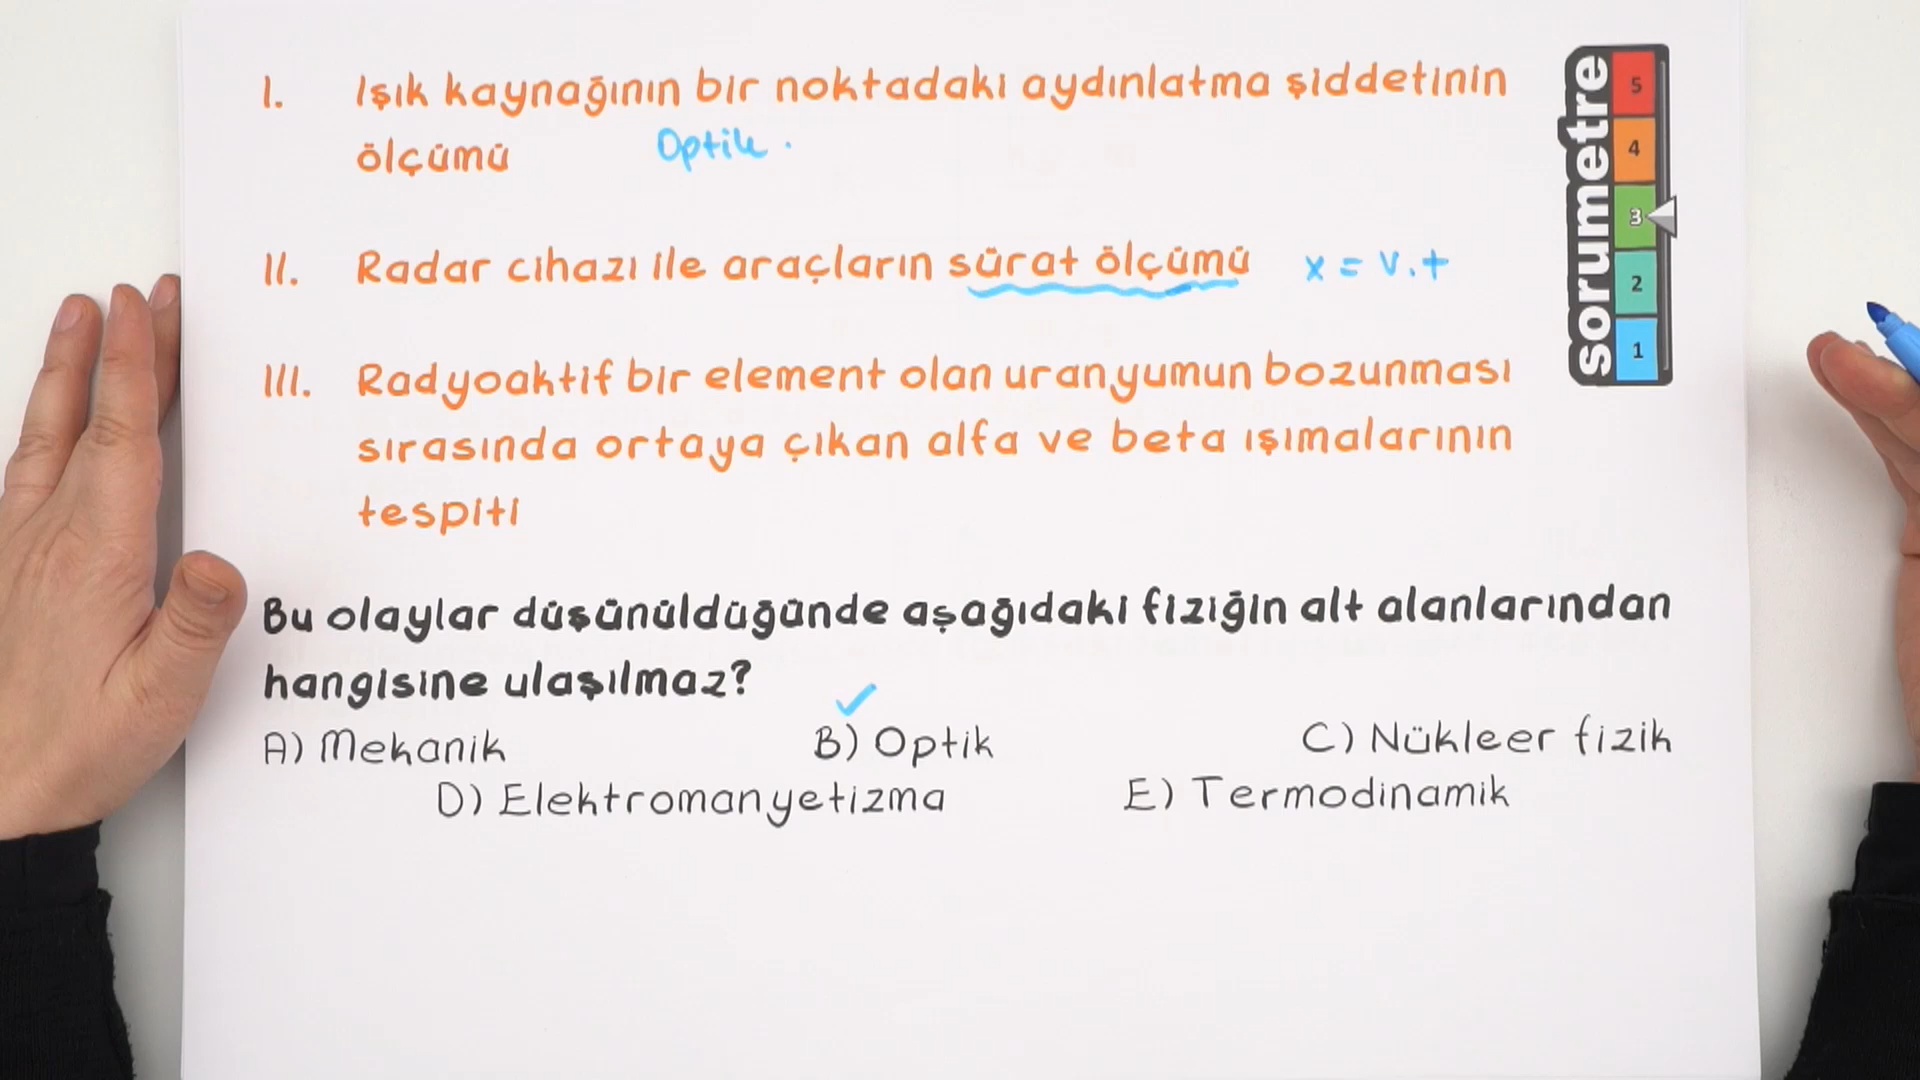 I. Işık kaynağının bir noktadaki aydınlatma şiddetinin
ölçümü Optik.
II. Radar cihazı ile araçların sürat ölçümü x = v.t
III. Radyoaktif bir element olan uranyumun bozunması
sırasında ortaya çıkan alfa ve beta ışımalarının
tespiti
Bu olaylar düşünüldüğünde aşağıdaki fiziğin alt alanlarından
hangisine ulaşılmaz?
A) Mekanik B) Optik C) Nükleer fizik
D) Elektromanyetizma E) Termodinamik
sorumetre
5
4
3
2
1